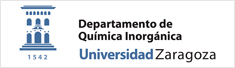 Departamento de
Química Inorgánica
Universidad Zaragoza
1542